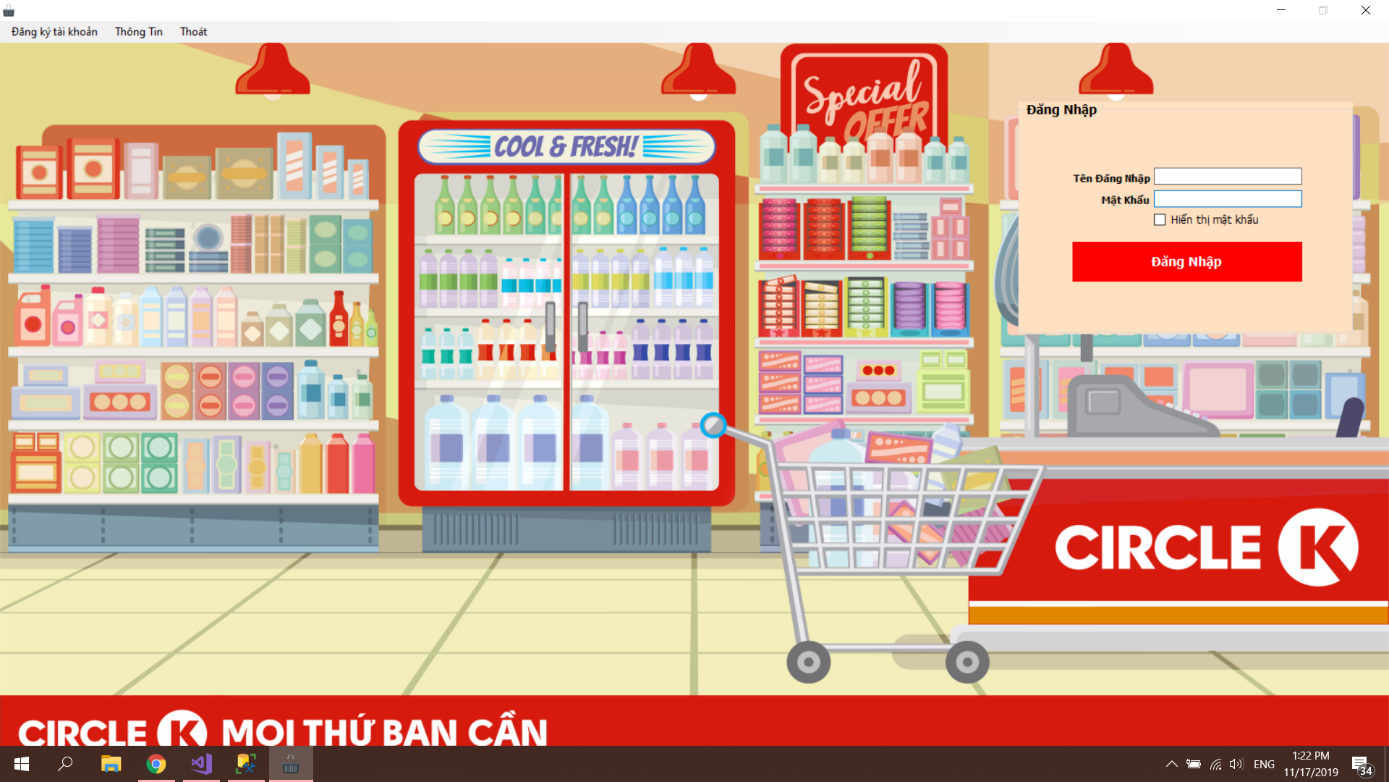 Đăng ký tài khoản Thông Tin Thoát
Special
OFFER
COOL & FRESH!
Đăng Nhập
Tên Đăng Nhập
Mật Khẩu
Hiển thị mật khẩu
Đăng Nhập
CIRCLE K
CIRCLE K MỌI THỨ BẠN CẦN
ENG
1:22 PM
11/17/2019
34